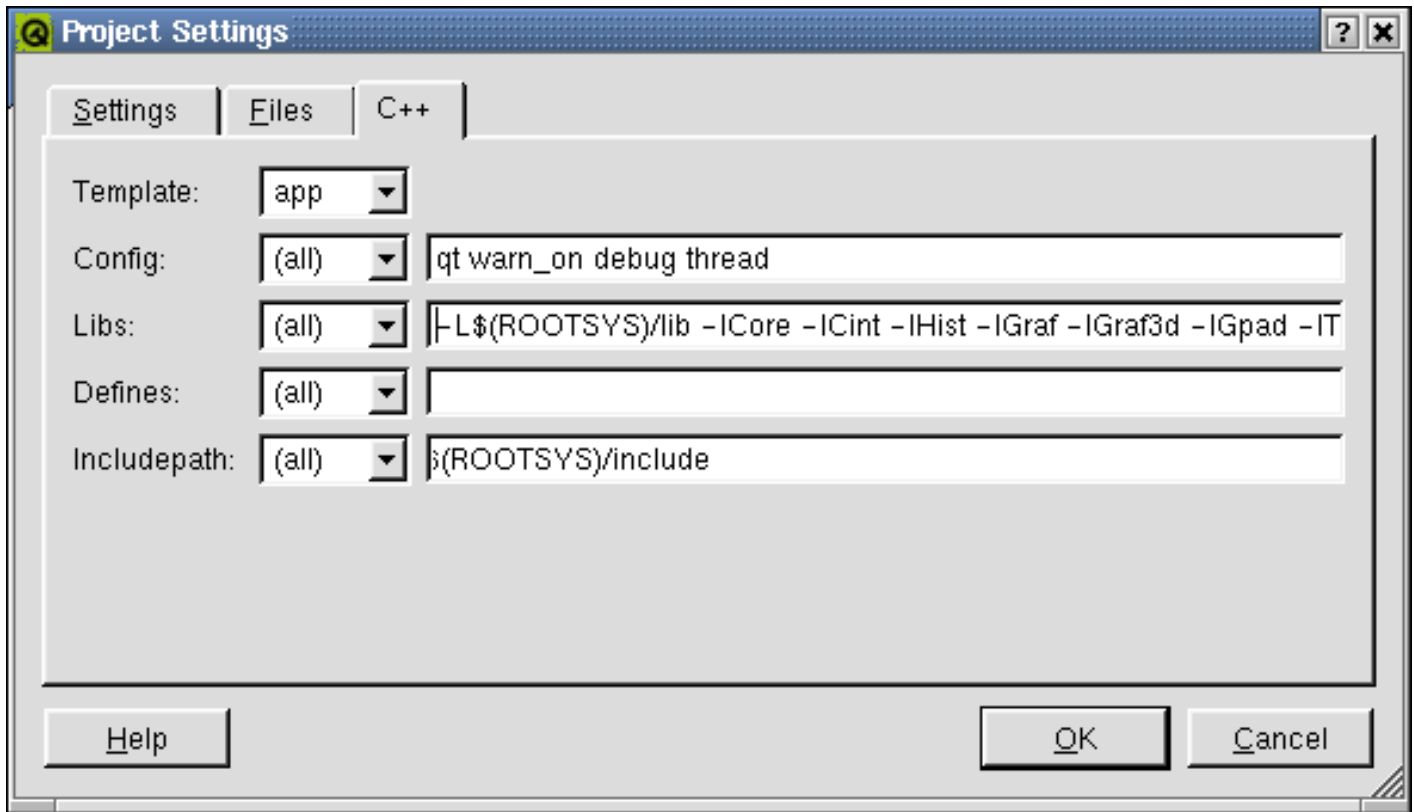 Project Settings
Settings Files C++
Template: app
Config: (all) qt warn_on debug thread
Libs: (all) -L$(ROOTSYS)/lib -lCore -lCint -lHist -lGraf -lGraf3d -lGpad -lT
Defines: (all)
Includepath: (all) $(ROOTSYS)/include
Help OK Cancel